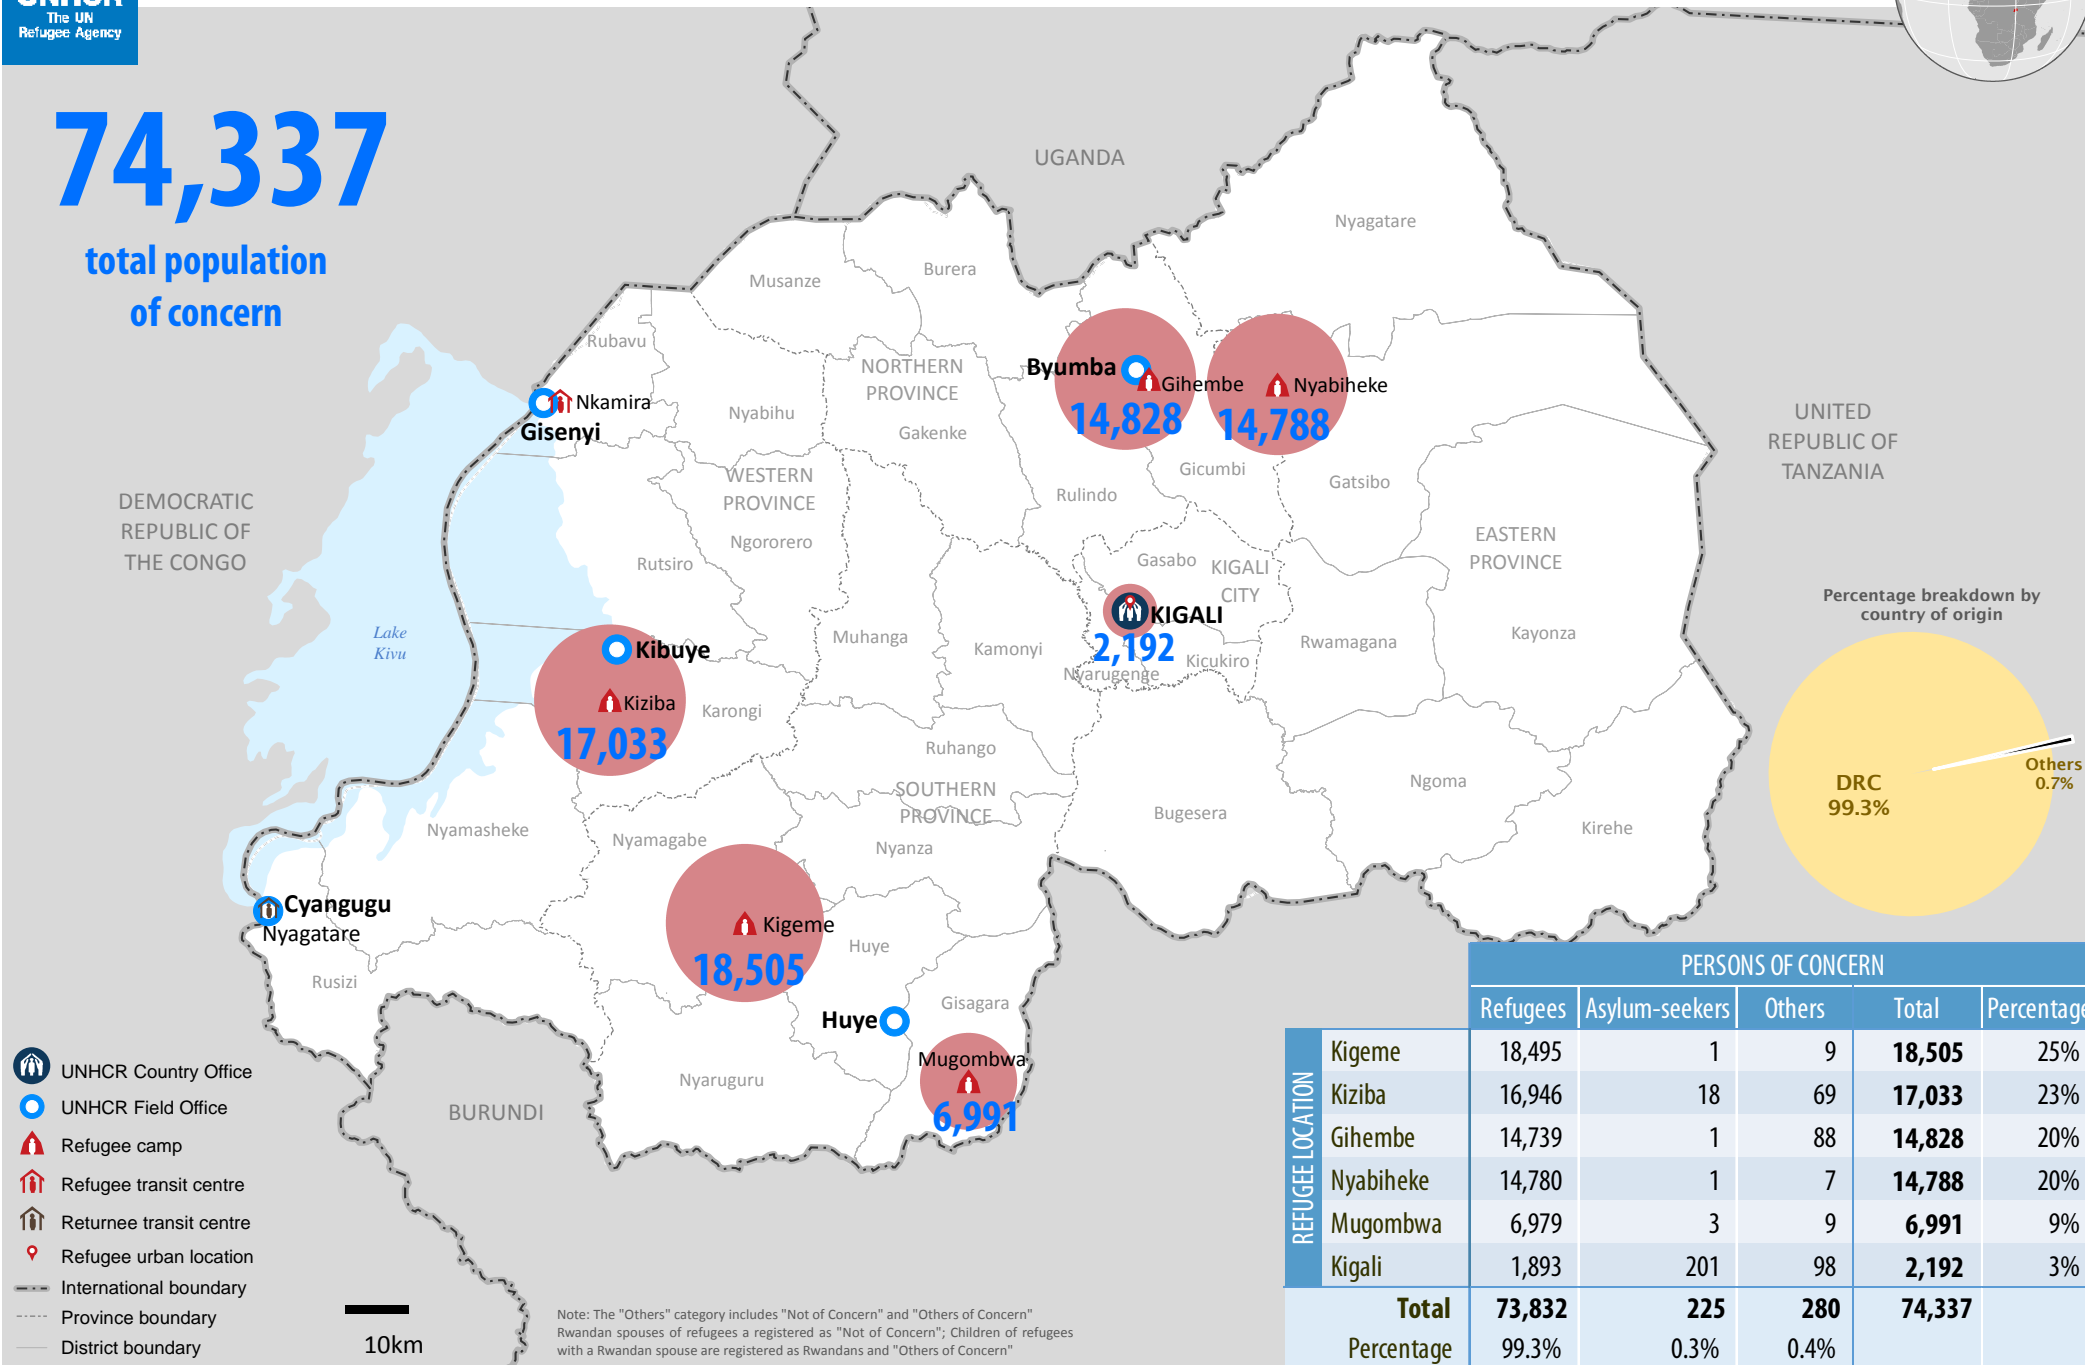 UNHCR
The UN
Refugee Agency
74,337
total population
of concern
UGANDA
Nyagatare
Burera
Musanze
Rubavu
NORTHERN
PROVINCE
Byumba
Gihembe
14,828
Nyabiheke
14,788
Nkamira
Gisenyi
Nyabihu
Gakenke
UNITED
REPUBLIC OF
TANZANIA
WESTERN
PROVINCE
Gicumbi
Rulindo
Gatsibo
DEMOCRATIC
REPUBLIC OF
THE CONGO
Ngororero
Rutsiro
EASTERN
PROVINCE
Gasabo
KIGALI
CITY
KIGALI
2,192
Lake
Kivu
Kibuye
Kiziba
17,033
Muhanga
Kamonyi
Kicukiro
Nyarugenge
Rwamagana
Kayonza
Karongi
Ruhango
Ngoma
SOUTHERN
PROVINCE
Bugesera
Kirehe
Nyamasheke
Nyamagabe
Nyanza
Cyangugu
Nyagatare
Kigeme
18,505
Huye
Rusizi
Gisagara
Huye
Mugombwa
6,991
Nyaruguru
BURUNDI
Percentage breakdown by
country of origin
DRC
99.3%
Others
0.7%
UNHCR Country Office
UNHCR Field Office
Refugee camp
Refugee transit centre
Returnee transit centre
Refugee urban location
International boundary
Province boundary
District boundary
10km
Note: The "Others" category includes "Not of Concern" and "Others of Concern"
Rwandan spouses of refugees a registered as "Not of Concern"; Children of refugees
with a Rwandan spouse are registered as Rwandans and "Others of Concern"
PERSONS OF CONCERN
Refugees Asylum-seekers Others Total Percentage
REFUGEE LOCATION
Kigeme 18,495 1 9 18,505 25%
Kiziba 16,946 18 69 17,033 23%
Gihembe 14,739 1 88 14,828 20%
Nyabiheke 14,780 1 7 14,788 20%
Mugombwa 6,979 3 9 6,991 9%
Kigali 1,893 201 98 2,192 3%
Total 73,832 225 280 74,337
Percentage 99.3% 0.3% 0.4%